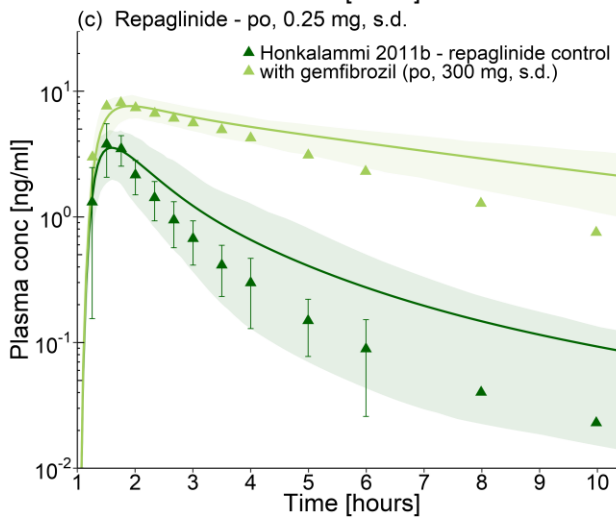 (c) Repaglinide - po, 0.25 mg, s.d.
Honkalammi 2011b - repaglinide control
with gemfibrozil (po, 300 mg, s.d.)
Plasma conc [ng/ml]
10^1
10^0
10^-1
10^-2
1 2 3 4 5 6 7 8 9 10
Time [hours]